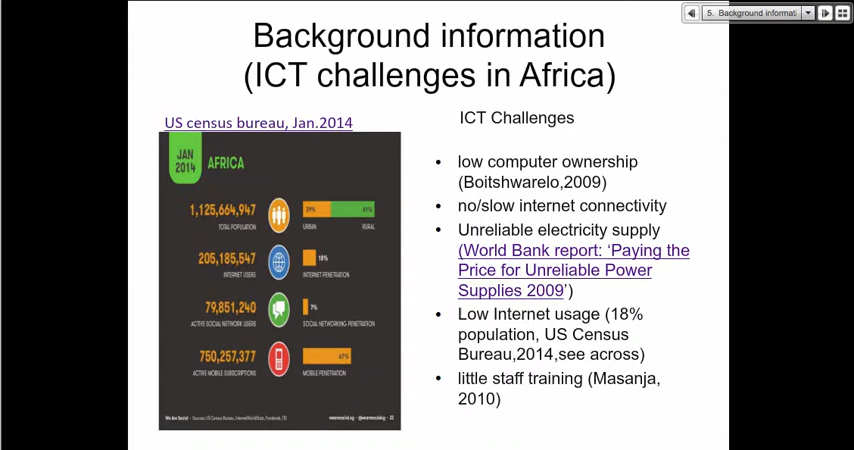 5. Background informati
Background information
(ICT challenges in Africa)
US census bureau, Jan.2014
JAN
2014
AFRICA
1,125,664,947
TOTAL POPULATION
39%
61%
URBAN
RURAL
205,185,547
INTERNET USERS
18%
INTERNET PENETRATION
79,851,240
ACTIVE SOCIAL NETWORK USERS
7%
SOCIAL NETWORKING PENETRATION
750,257,377
ACTIVE MOBILE SUBSCRIPTIONS
67%
MOBILE PENETRATION
We Are Social
ICT Challenges
• low computer ownership
(Boitshwarelo,2009)
• no/slow internet connectivity
• Unreliable electricity supply
(World Bank report: ‘Paying the
Price for Unreliable Power
Supplies 2009’)
• Low Internet usage (18%
population, US Census
Bureau,2014,see across)
• little staff training (Masanja,
2010)